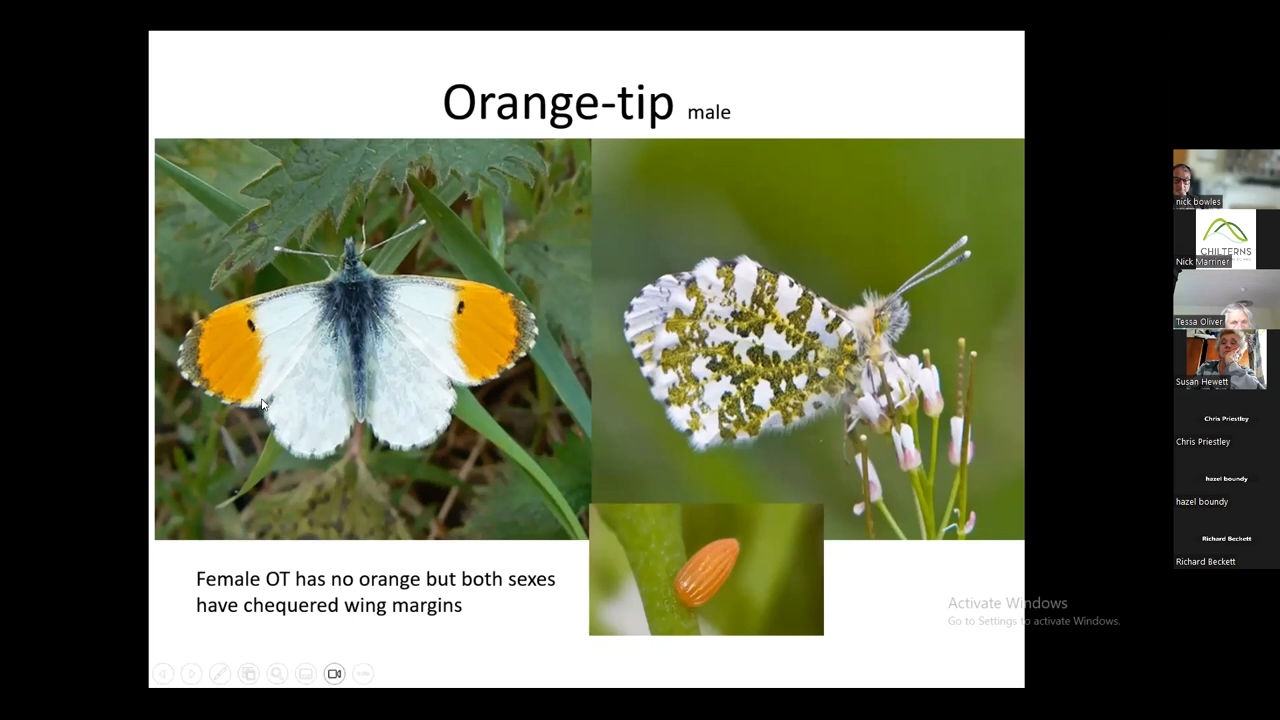 Orange-tip male
Female OT has no orange but both sexes
have chequered wing margins
Activate Windows
Go to Settings to activate Windows.
nick bowles
CHILTERNS
Nick Marriner
Tessa Oliver
Susan Hewett
Chris Priestley
Chris Priestley
hazel boundy
hazel boundy
Richard Beckett
Richard Beckett